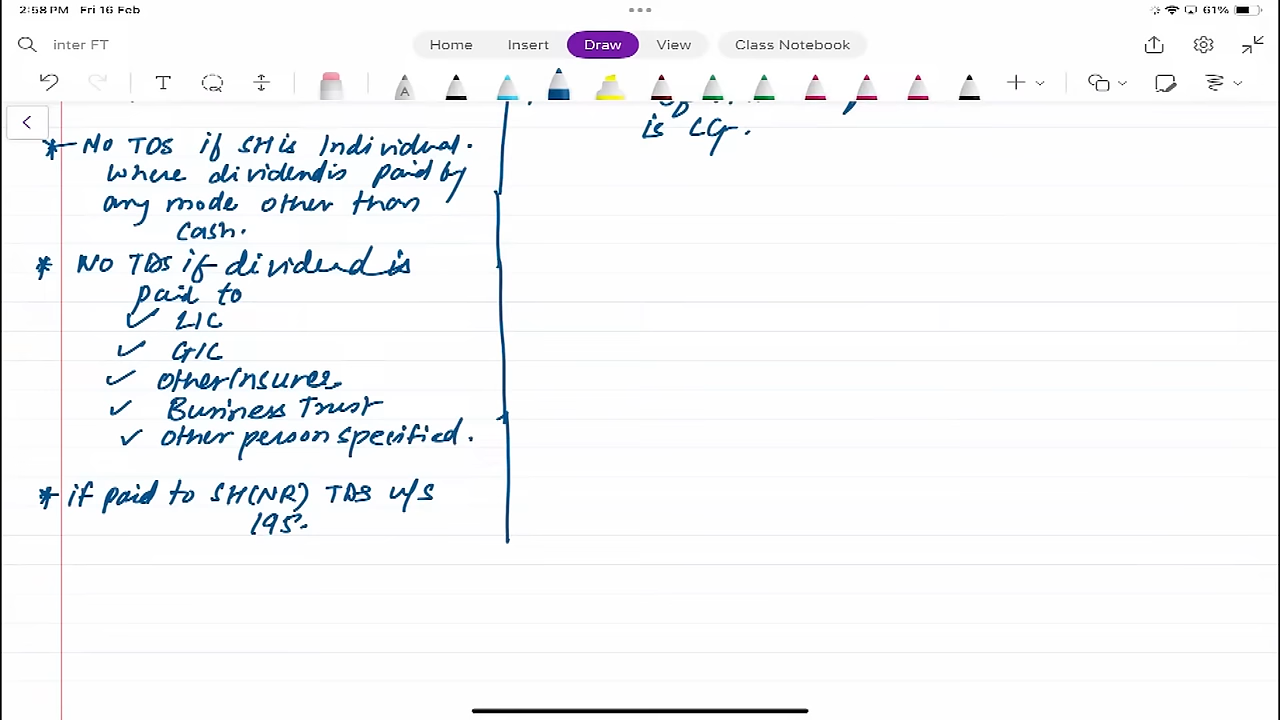 2:58 PM Fri 16 Feb
61%
inter FT
Home Insert Draw View Class Notebook
T
A
is CG.
* No TDS if SH is Individual.
where dividend is paid by
any mode other than
Cash.
* NO TDS if dividend is
paid to
✓ LIC
✓ GIC
✓ other Insurer
✓ Business Trust
✓ other person specified.
* if paid to SH(NR) TDS u/s
195.